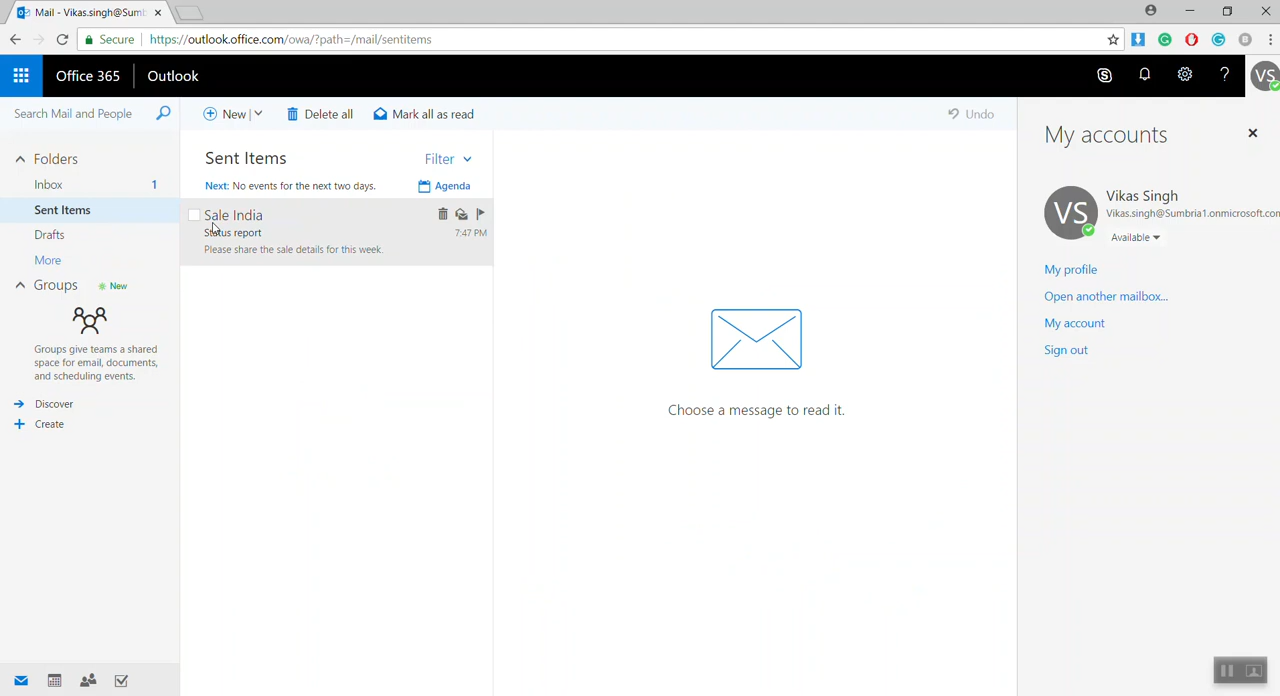 Mail - Vikas.singh@Sumb
Secure
https://outlook.office.com/owa/?path=/mail/sentitems
Office 365
Outlook
?
VS
Search Mail and People
New
Delete all
Mark all as read
Undo
Folders
Inbox 1
Sent Items
Drafts
More
Groups
New
Groups give teams a shared
space for email, documents,
and scheduling events.
Discover
Create
Sent Items
Filter
Next: No events for the next two days.
Agenda
Sale India
Status report
7:47 PM
Please share the sale details for this week.
Choose a message to read it.
My accounts
VS
Vikas Singh
Vikas.singh@Sumbria1.onmicrosoft.con
Available
My profile
Open another mailbox...
My account
Sign out